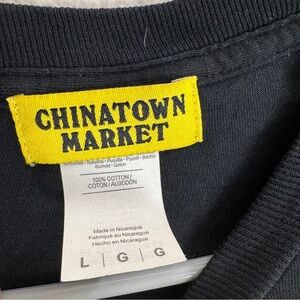 CHINATOWN
MARKET
100% COTTON/
COTON/ALGODÓN
Made in Nicaragua
Fabriqué au Nicaragua
Hecho en Nicaragua
L | G | G